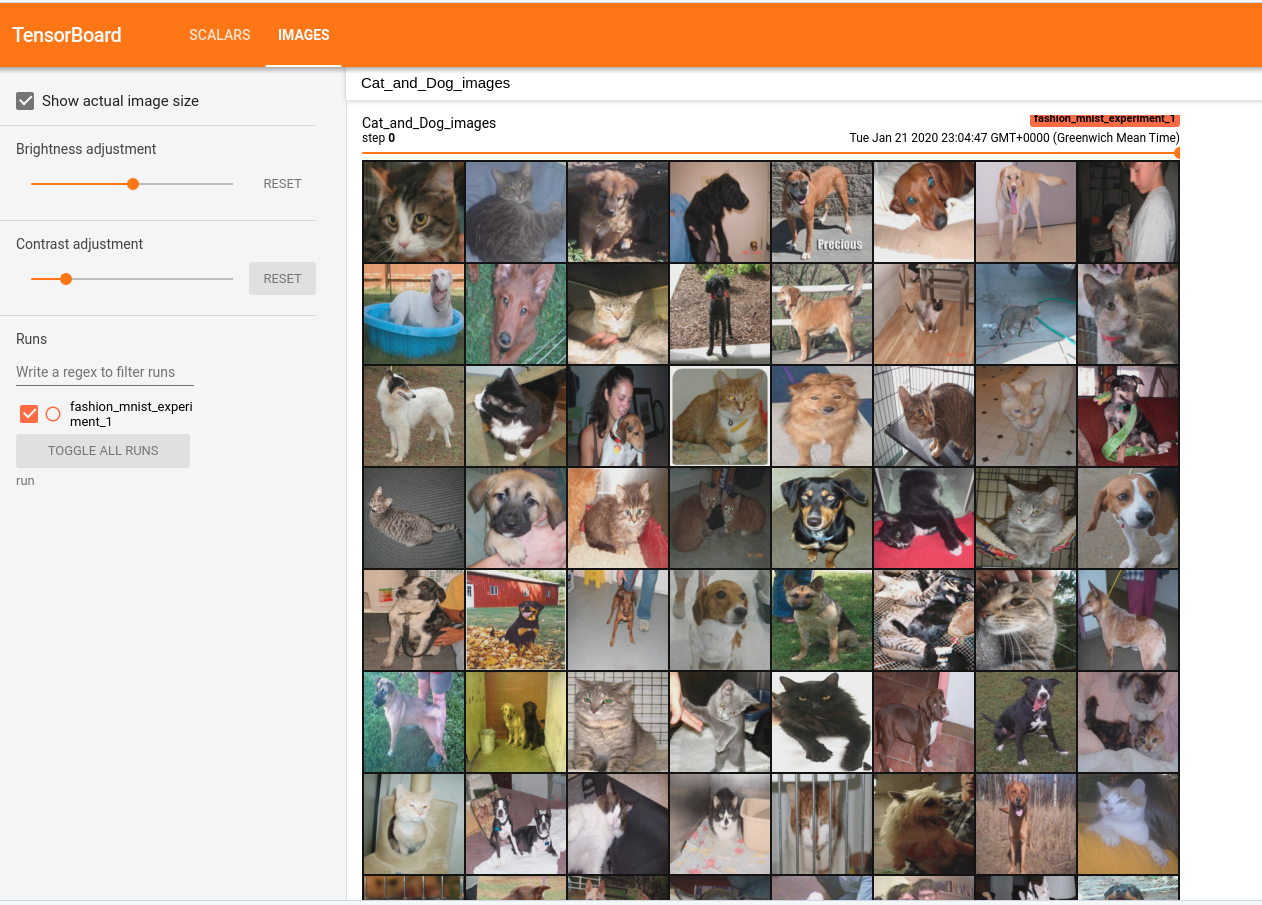 TensorBoard
SCALARS
IMAGES
Show actual image size
Brightness adjustment
RESET
Contrast adjustment
RESET
Runs
Write a regex to filter runs
fashion_mnist_experi
ment_1
TOGGLE ALL RUNS
run
Cat_and_Dog_images
Cat_and_Dog_images
fashion_mnist_experiment_1
step 0
Tue Jan 21 2020 23:04:47 GMT+0000 (Greenwich Mean Time)
Precious